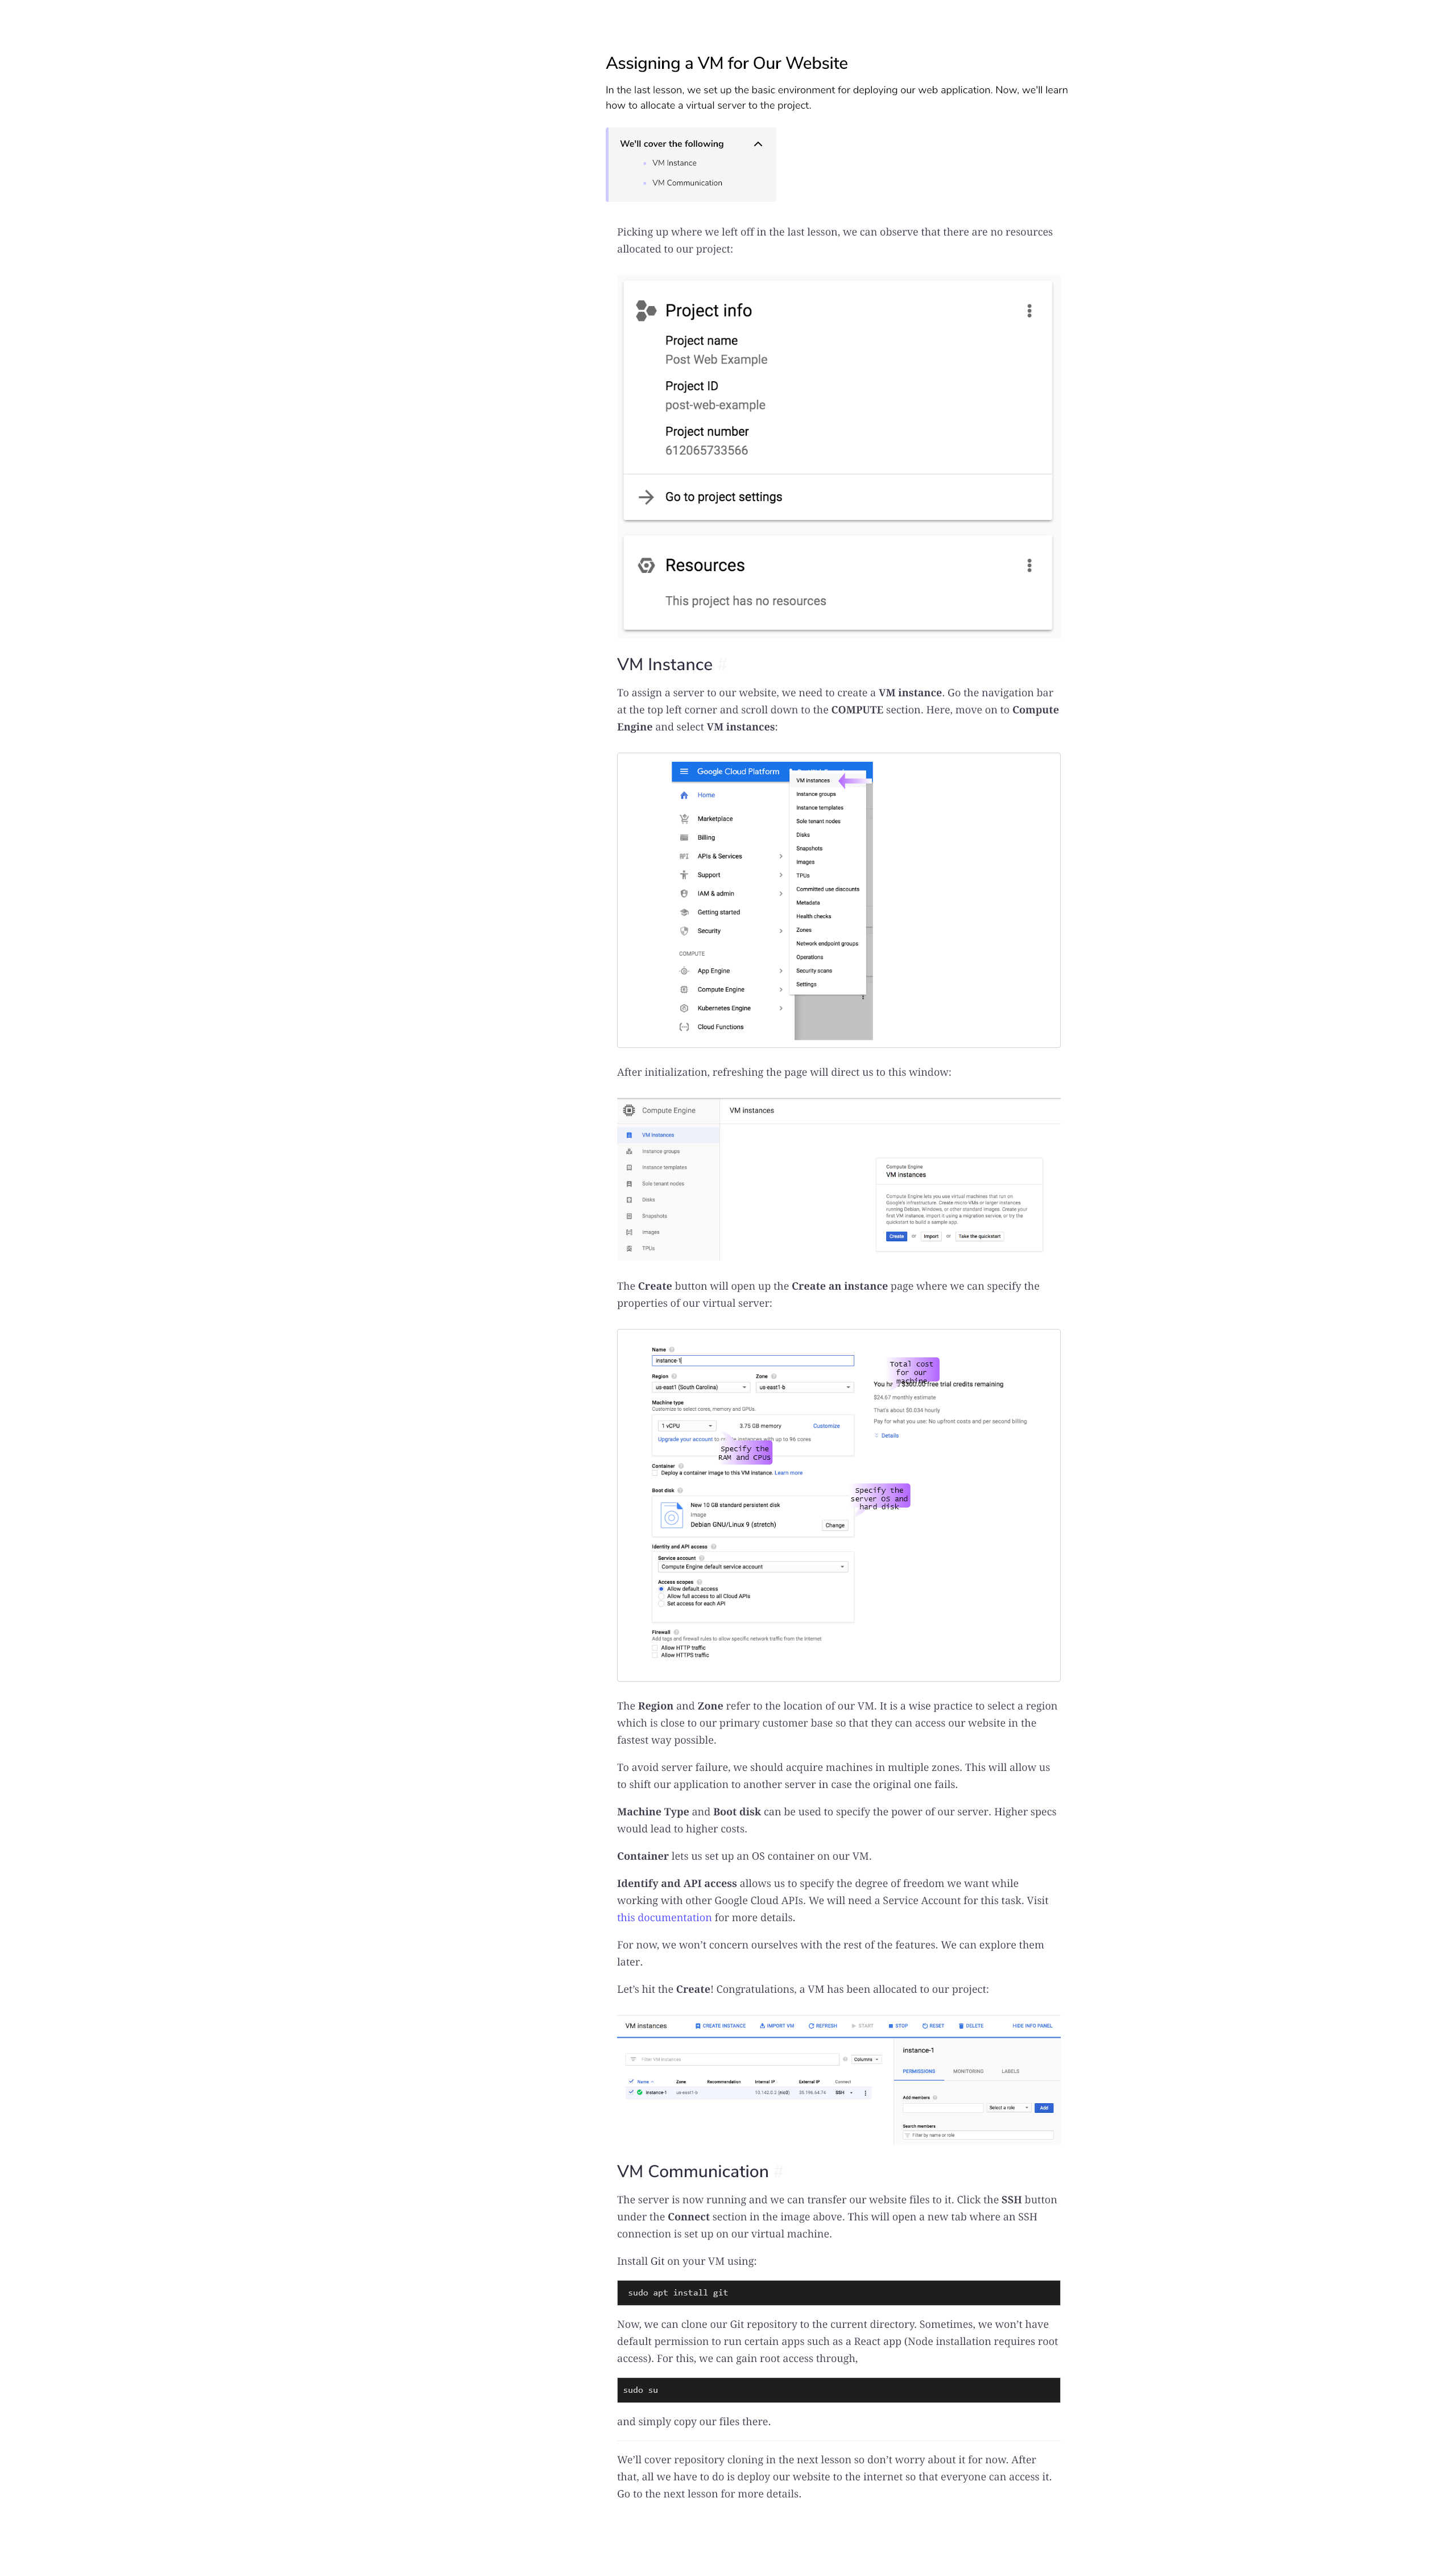 Assigning a VM for Our Website
In the last lesson, we set up the basic environment for deploying our web application. Now, we'll learn
how to allocate a virtual server to the project.
We'll cover the following
VM Instance
VM Communication
Picking up where we left off in the last lesson, we can observe that there are no resources
allocated to our project:
Project info
Project name
Post Web Example
Project ID
post-web-example
Project number
612065733566
Go to project settings
Resources
This project has no resources
VM Instance #
To assign a server to our website, we need to create a VM instance. Go the navigation bar
at the top left corner and scroll down to the COMPUTE section. Here, move on to Compute
Engine and select VM instances:
Google Cloud Platform
Home
Marketplace
Billing
API APIs & Services
Support
IAM & admin
Getting started
Security
COMPUTE
App Engine
Compute Engine
Kubernetes Engine
Cloud Functions
VM instances
Instance groups
Instance templates
Sole tenant nodes
Disks
Snapshots
Images
TPUs
Committed use discounts
Metadata
Health checks
Zones
Network endpoint groups
Operations
Security scans
Settings
After initialization, refreshing the page will direct us to this window:
Compute Engine
VM instances
VM instances
Instance groups
Instance templates
Sole tenant nodes
Disks
Snapshots
Images
TPUs
Compute Engine
VM instances
Compute Engine lets you use virtual machines that run on
Google's infrastructure. Create micro-VMs or larger instances
running Debian, Windows, or other standard images. Create your
first VM instance, import it using a migration service, or try the
quickstart to build a sample app.
Create or Import or Take the quickstart
The Create button will open up the Create an instance page where we can specify the
properties of our virtual server:
Name
instance-1
Region Zone
us-east1 (South Carolina) us-east1-b
Machine type
Customize to select cores, memory and GPUs.
1 vCPU 3.75 GB memory Customize
Upgrade your account to instances with up to 96 cores
Specify the
RAM and CPUs
Container
Deploy a container image to this VM instance. Learn more
Boot disk
New 10 GB standard persistent disk
Image
Debian GNU/Linux 9 (stretch)
Change
Specify the
server OS and
hard disk
Identity and API access
Service account
Compute Engine default service account
Access scopes
Allow default access
Allow full access to all Cloud APIs
Set access for each API
Firewall
Add tags and firewall rules to allow specific network traffic from the Internet
Allow HTTP traffic
Allow HTTPS traffic
Total cost
for our
machine
You $300.00 free trial credits remaining
$24.67 monthly estimate
That's about $0.034 hourly
Pay for what you use: No upfront costs and per second billing
Details
The Region and Zone refer to the location of our VM. It is a wise practice to select a region
which is close to our primary customer base so that they can access our website in the
fastest way possible.
To avoid server failure, we should acquire machines in multiple zones. This will allow us
to shift our application to another server in case the original one fails.
Machine Type and Boot disk can be used to specify the power of our server. Higher specs
would lead to higher costs.
Container lets us set up an OS container on our VM.
Identify and API access allows us to specify the degree of freedom we want while
working with other Google Cloud APIs. We will need a Service Account for this task. Visit
this documentation for more details.
For now, we won't concern ourselves with the rest of the features. We can explore them
later.
Let's hit the Create! Congratulations, a VM has been allocated to our project:
VM instances CREATE INSTANCE IMPORT VM REFRESH START STOP RESET DELETE HIDE INFO PANEL
Filter VM instances Columns
Name Zone Recommendation Internal IP External IP Connect
instance-1 us-east1-b 10.142.0.2 (nic0) 35.196.64.76 SSH
instance-1
PERMISSIONS MONITORING LABELS
Add members
Select a role Add
Search members
Filter by name or role
VM Communication #
The server is now running and we can transfer our website files to it. Click the SSH button
under the Connect section in the image above. This will open a new tab where an SSH
connection is set up on our virtual machine.
Install Git on your VM using:
sudo apt install git
Now, we can clone our Git repository to the current directory. Sometimes, we won't have
default permission to run certain apps such as a React app (Node installation requires root
access). For this, we can gain root access through,
sudo su
and simply copy our files there.
We'll cover repository cloning in the next lesson so don't worry about it for now. After
that, all we have to do is deploy our website to the internet so that everyone can access it.
Go to the next lesson for more details.